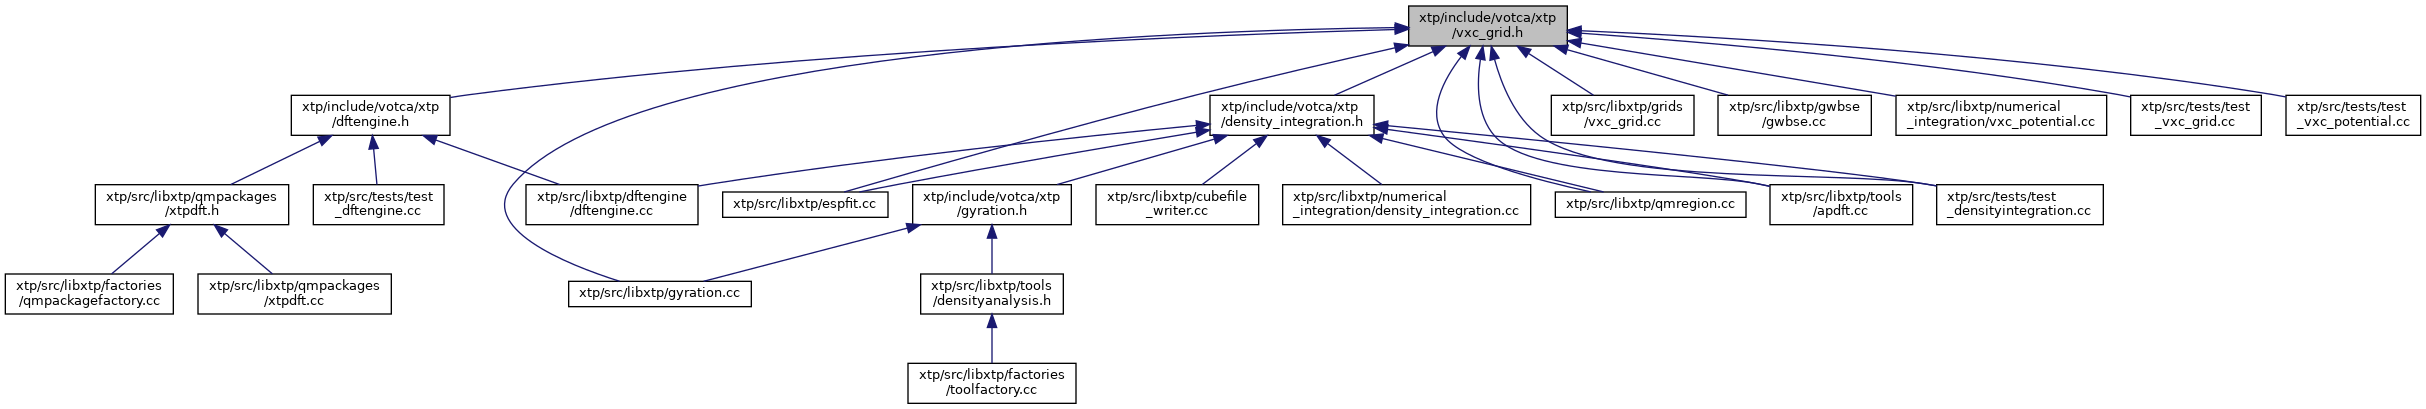 xtp/include/votca/xtp
/vxc_grid.h
xtp/include/votca/xtp
/dftengine.h
xtp/include/votca/xtp
/density_integration.h
xtp/src/libxtp/grids
/vxc_grid.cc
xtp/src/libxtp/gwbse
/gwbse.cc
xtp/src/libxtp/numerical
_integration/vxc_potential.cc
xtp/src/tests/test
_vxc_grid.cc
xtp/src/tests/test
_vxc_potential.cc
xtp/src/libxtp/qmpackages
/xtpdft.h
xtp/src/tests/test
_dftengine.cc
xtp/src/libxtp/dftengine
/dftengine.cc
xtp/src/libxtp/espfit.cc
xtp/include/votca/xtp
/gyration.h
xtp/src/libxtp/cubefile
_writer.cc
xtp/src/libxtp/numerical
_integration/density_integration.cc
xtp/src/libxtp/qmregion.cc
xtp/src/libxtp/tools
/apdft.cc
xtp/src/tests/test
_densityintegration.cc
xtp/src/libxtp/factories
/qmpackagefactory.cc
xtp/src/libxtp/qmpackages
/xtpdft.cc
xtp/src/libxtp/gyration.cc
xtp/src/libxtp/tools
/densityanalysis.h
xtp/src/libxtp/factories
/toolfactory.cc